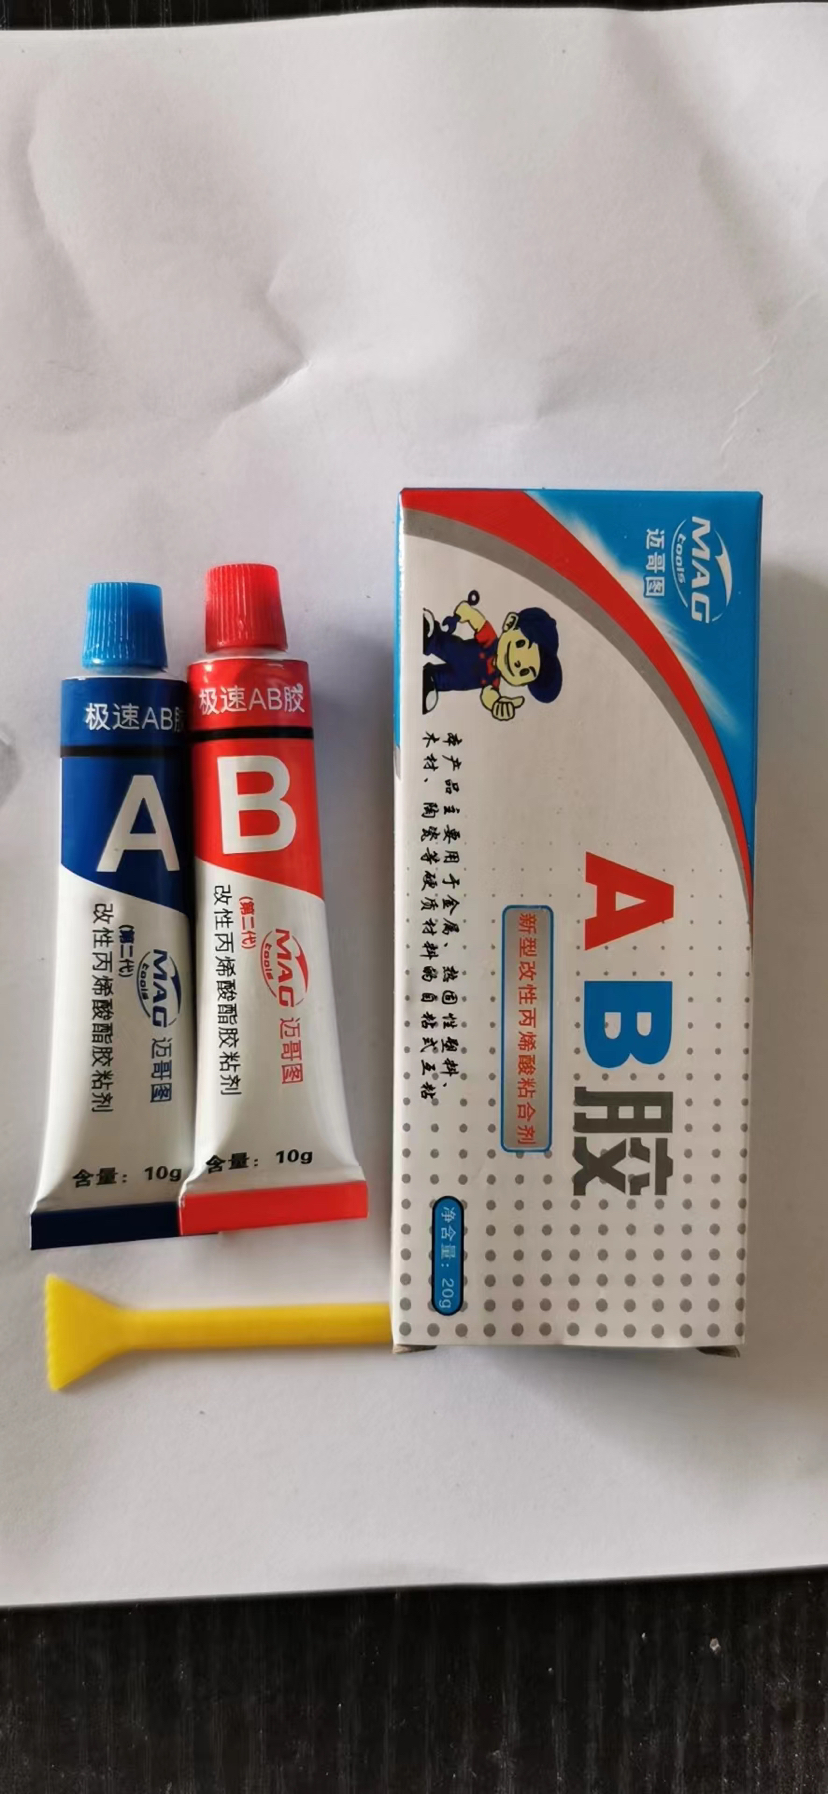 极速AB胶
A
(第二代)
改性丙烯酸酯胶粘剂
MAG
tools
迈哥图
含量：10g
极速AB胶
B
(第二代)
改性丙烯酸酯胶粘剂
MAG
tools
迈哥图
含量：10g
MAG
tools
迈哥图
AB胶
新型改性丙烯酸粘合剂
本产品主要用于金属、热固性塑料、
木材、陶瓷等硬质材料的自粘式互粘
净含量：20g